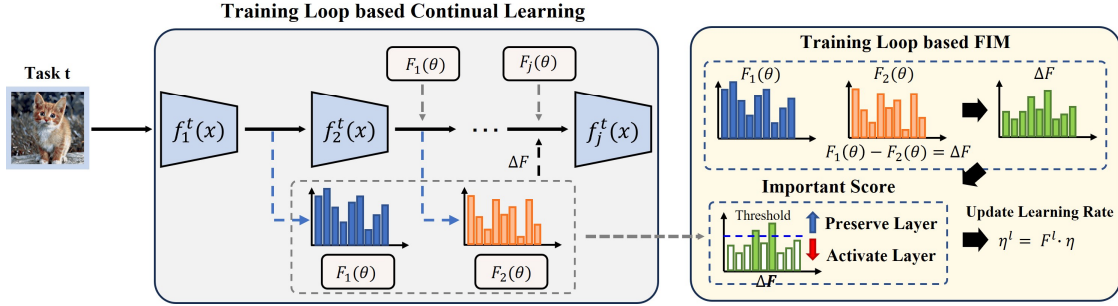 Training Loop based Continual Learning
Task t
F₁(θ)
Fⱼ(θ)
f₁ᵗ(x)
f₂ᵗ(x)
...
fⱼᵗ(x)
ΔF
F₁(θ)
F₂(θ)
Training Loop based FIM
F₁(θ)
F₂(θ)
ΔF
F₁(θ) − F₂(θ) = ΔF
Important Score
Threshold
Preserve Layer
Activate Layer
ΔF
Update Learning Rate
ηˡ = Fˡ · η